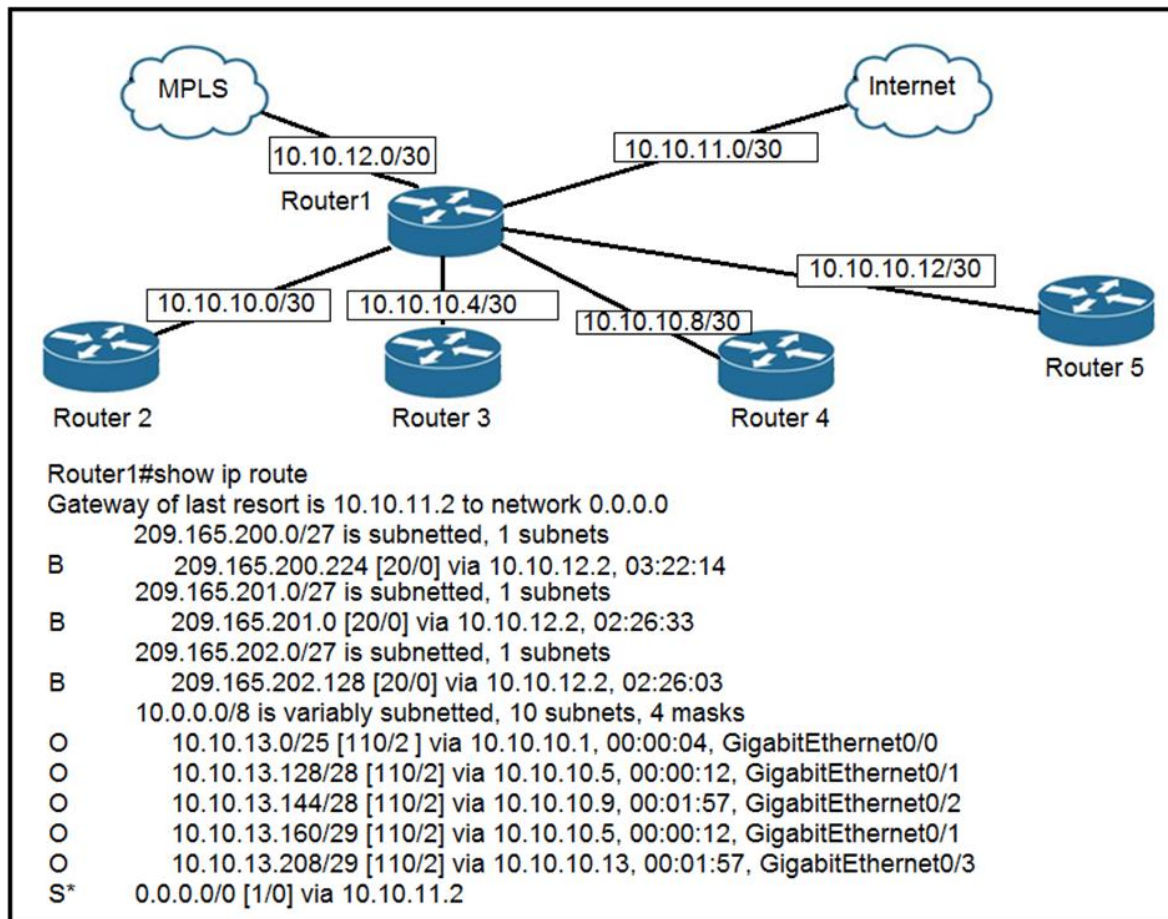 MPLS
Internet
10.10.12.0/30
10.10.11.0/30
Router1
10.10.10.12/30
10.10.10.0/30
10.10.10.4/30
10.10.10.8/30
Router 5
Router 2
Router 3
Router 4
Router1#show ip route
Gateway of last resort is 10.10.11.2 to network 0.0.0.0
209.165.200.0/27 is subnetted, 1 subnets
B 209.165.200.224 [20/0] via 10.10.12.2, 03:22:14
209.165.201.0/27 is subnetted, 1 subnets
B 209.165.201.0 [20/0] via 10.10.12.2, 02:26:33
209.165.202.0/27 is subnetted, 1 subnets
B 209.165.202.128 [20/0] via 10.10.12.2, 02:26:03
10.0.0.0/8 is variably subnetted, 10 subnets, 4 masks
O 10.10.13.0/25 [110/2 ] via 10.10.10.1, 00:00:04, GigabitEthernet0/0
O 10.10.13.128/28 [110/2] via 10.10.10.5, 00:00:12, GigabitEthernet0/1
O 10.10.13.144/28 [110/2] via 10.10.10.9, 00:01:57, GigabitEthernet0/2
O 10.10.13.160/29 [110/2] via 10.10.10.5, 00:00:12, GigabitEthernet0/1
O 10.10.13.208/29 [110/2] via 10.10.10.13, 00:01:57, GigabitEthernet0/3
S* 0.0.0.0/0 [1/0] via 10.10.11.2